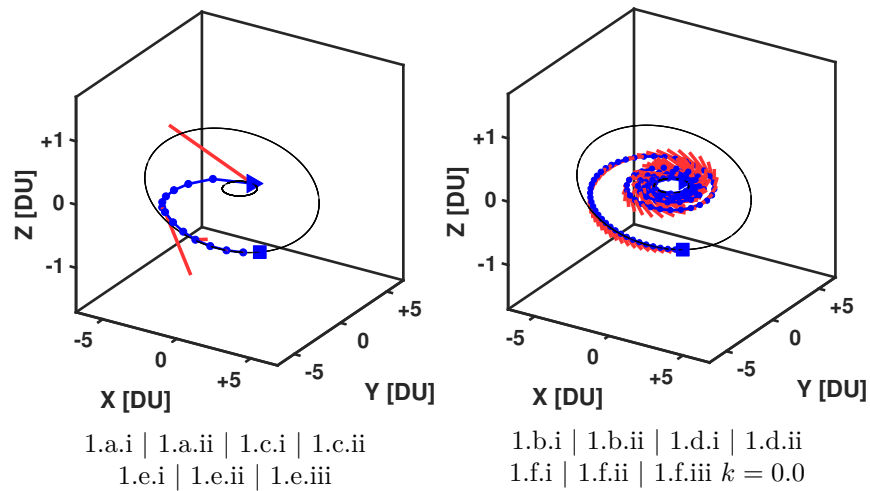 +1
0
-1
Z [DU]
-5
0
+5
X [DU]
-5
0
+5
Y [DU]
1.a.i | 1.a.ii | 1.c.i | 1.c.ii
1.e.i | 1.e.ii | 1.e.iii
+1
0
-1
Z [DU]
-5
0
+5
X [DU]
-5
0
+5
Y [DU]
1.b.i | 1.b.ii | 1.d.i | 1.d.ii
1.f.i | 1.f.ii | 1.f.iii k = 0.0